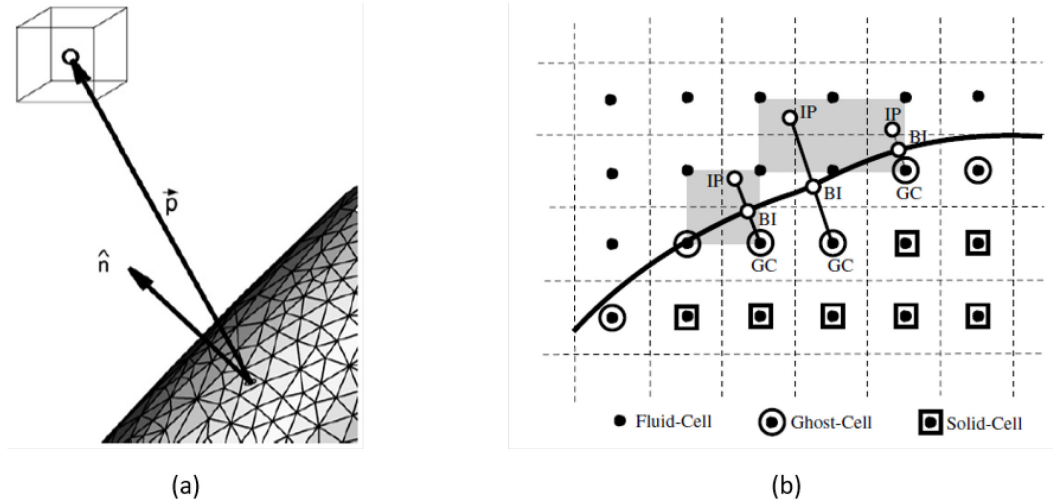 p
n̂
IP
IP
BI
IP
BI
GC
BI
GC
GC
Fluid-Cell
Ghost-Cell
Solid-Cell
(a)
(b)